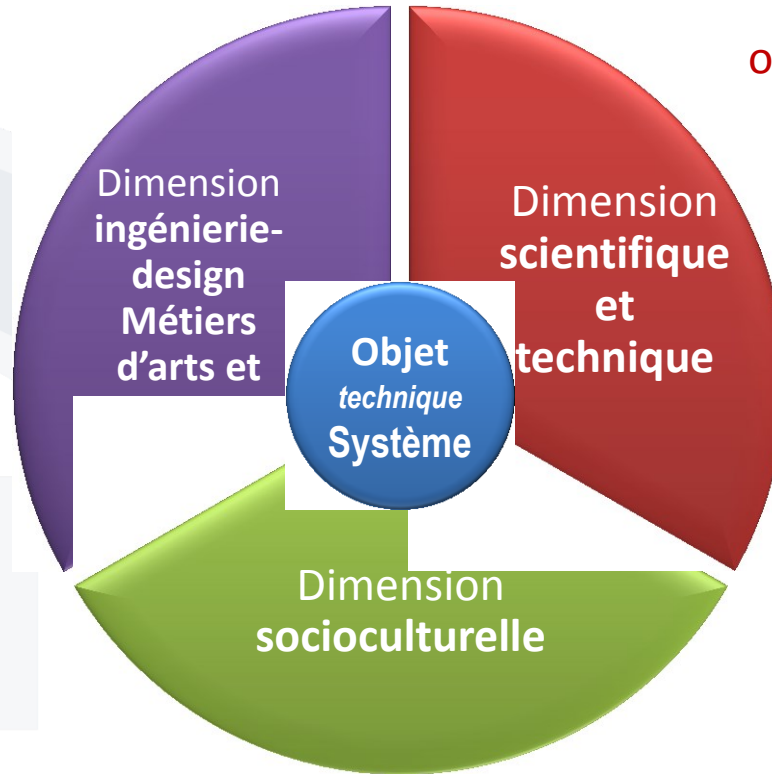 o
Dimension
ingénierie-
design
Métiers
d’arts et
Dimension
scientifique
et
technique
Objet
technique
Système
Dimension
socioculturelle